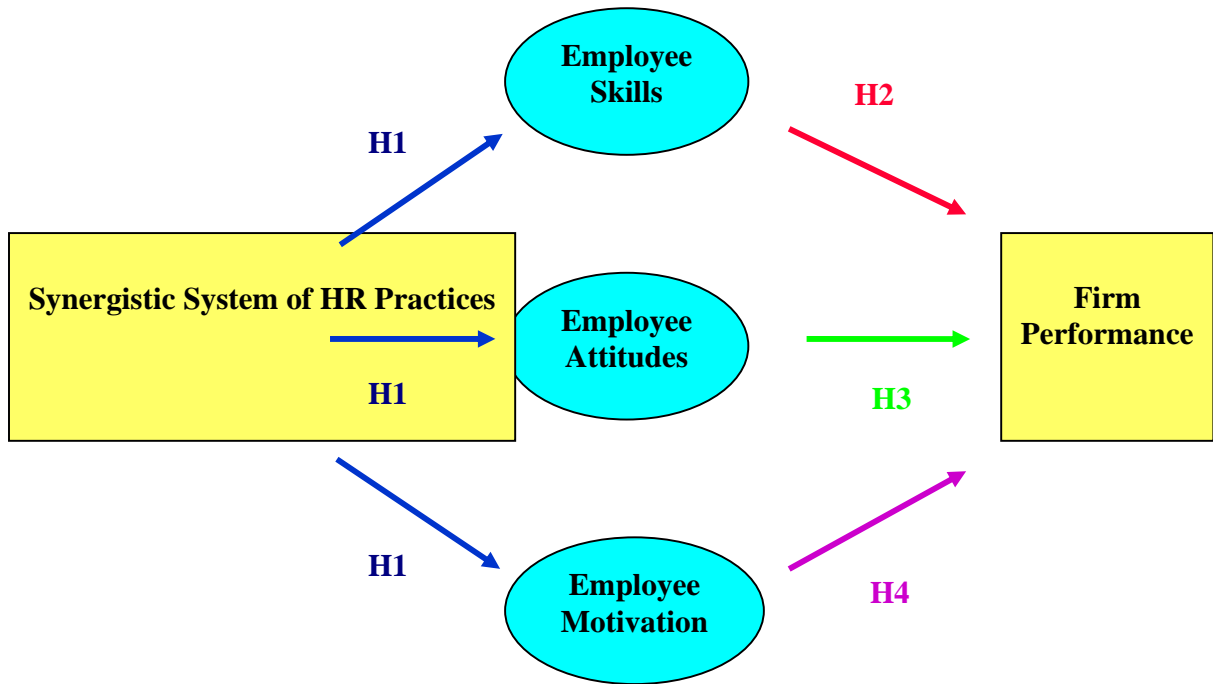 Employee
Skills
H2
H1
Synergistic System of HR Practices
Employee
Attitudes
Firm
Performance
H1
H3
H1
Employee
Motivation
H4